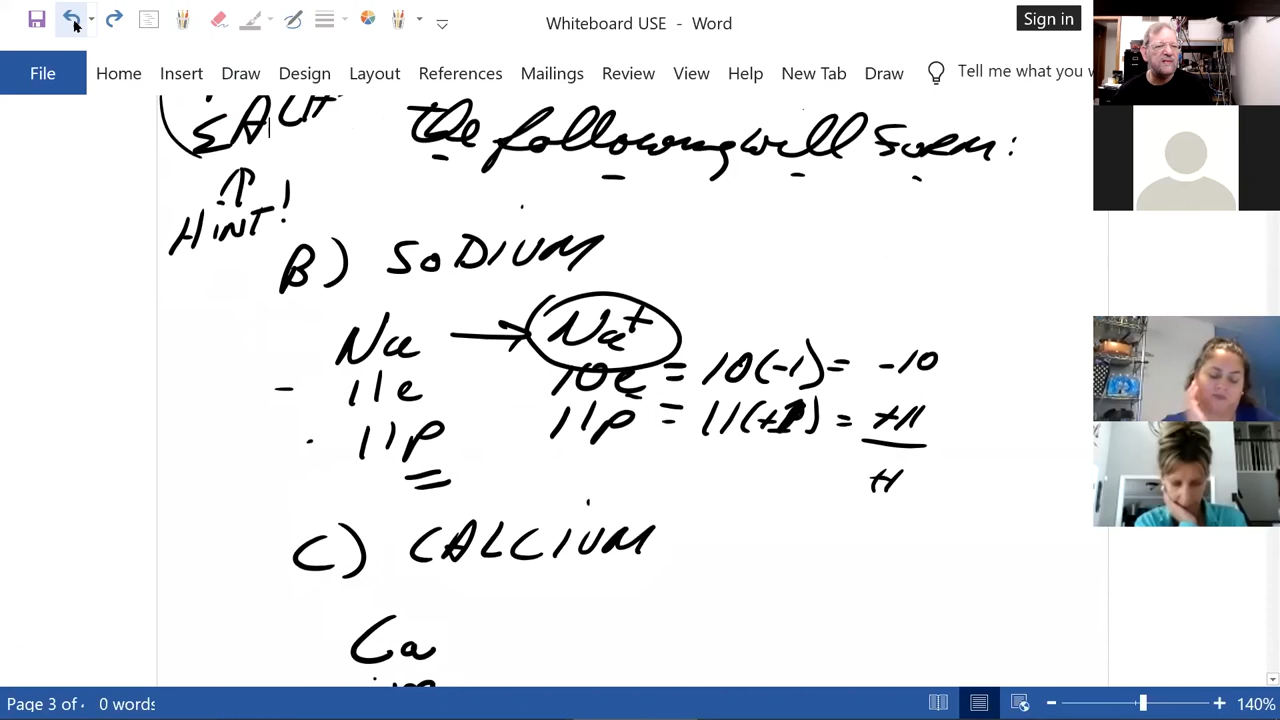 Whiteboard USE - Word
Sign in
File Home Insert Draw Design Layout References Mailings Review View Help New Tab Draw Tell me what you w
SALT
the following will form:
HINT!
B) SODIUM
Na → Na+
11e 10e = 10(-1) = -10
11p 11p = 11(+1) = +11
+1
C) CALCIUM
Ca
Page 3 of 4 0 words 140%